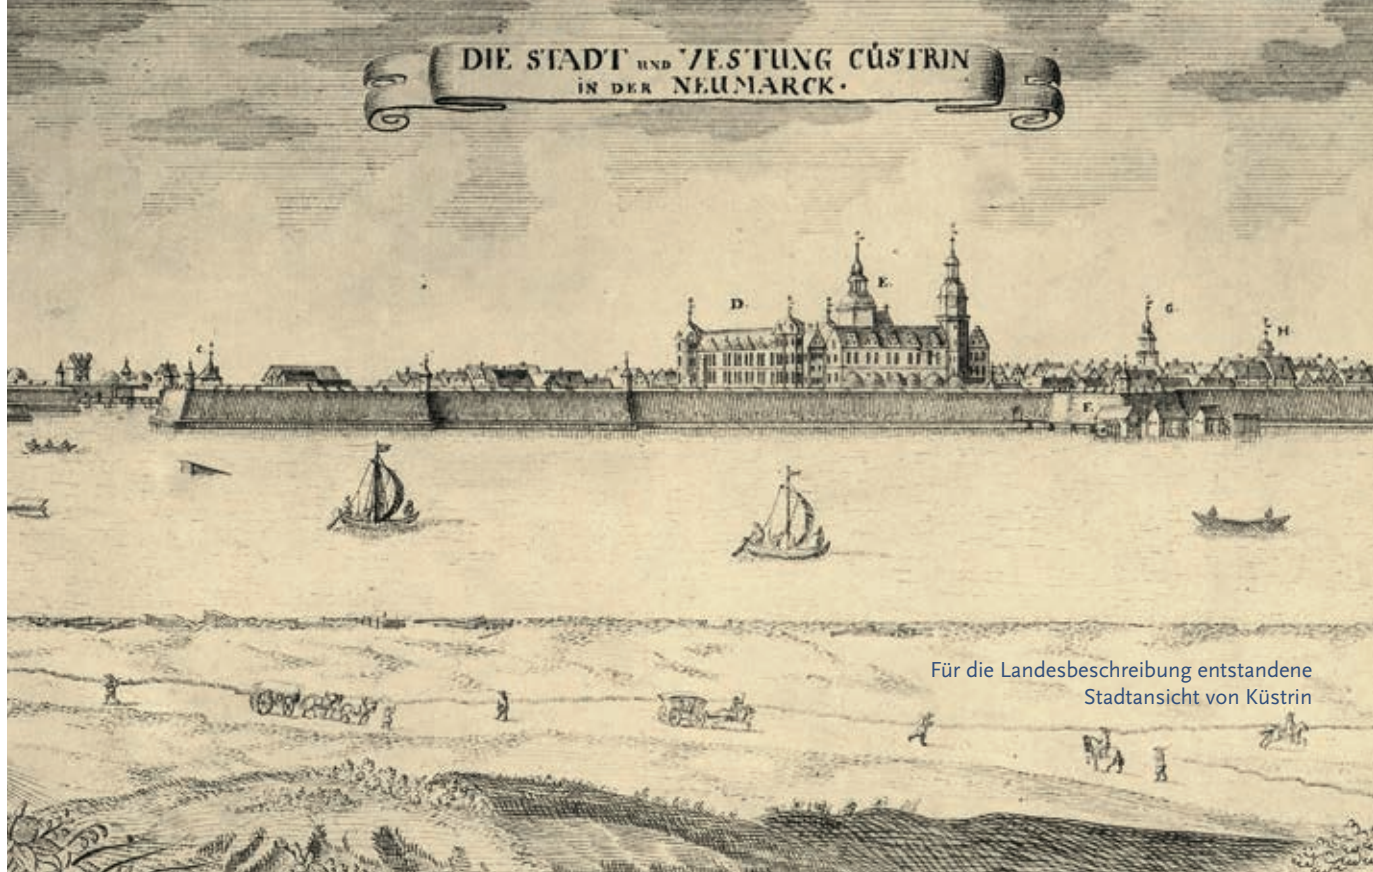 DIE STADT UND VESTUNG CÚSTRIN
IN DER NEUMARCK.
E.
D.
G.
H.
C.
F.
Für die Landesbeschreibung entstandene
Stadtansicht von Küstrin